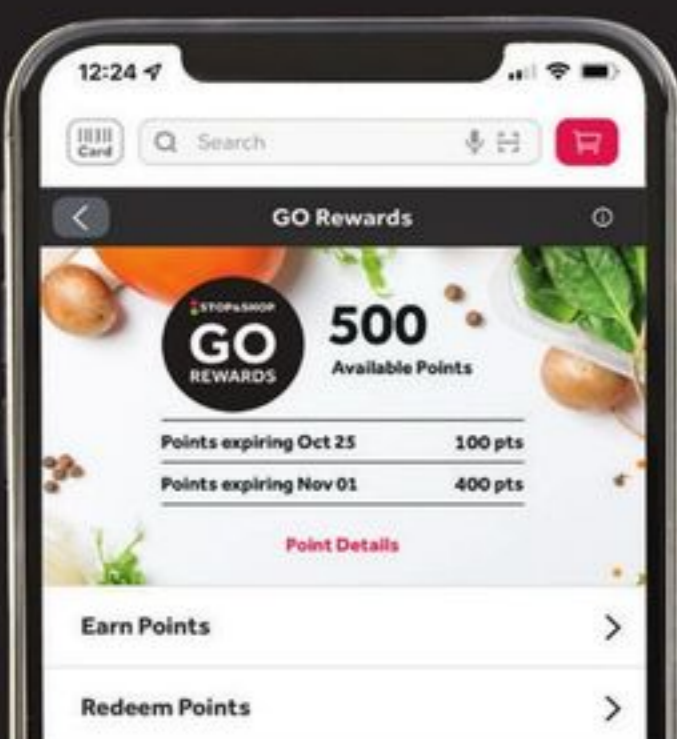 12:24
Card
Search
GO Rewards
STOP&SHOP
GO
REWARDS
500
Available Points
Points expiring Oct 25 100 pts
Points expiring Nov 01 400 pts
Point Details
Earn Points
Redeem Points